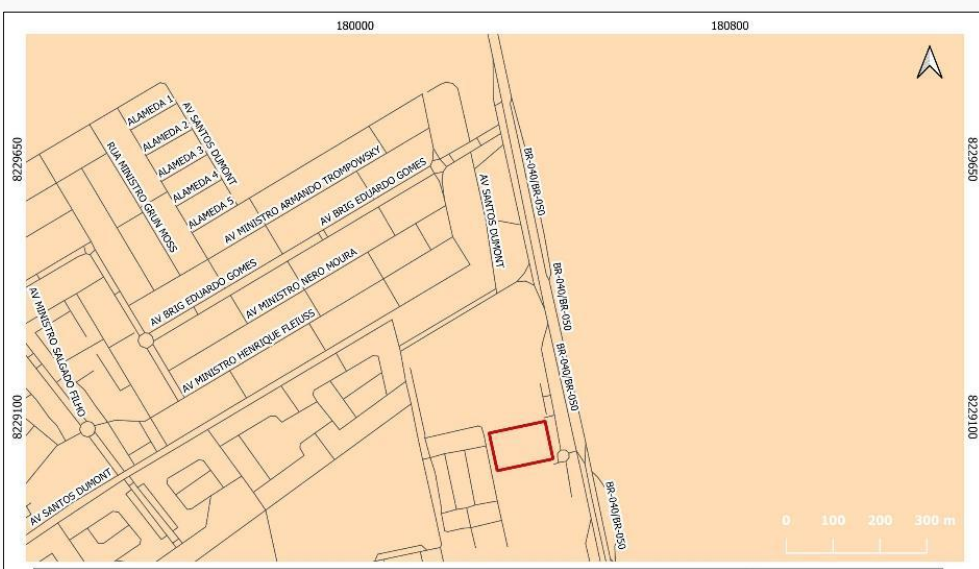 180000
180800
8229650
8229650
8229100
8229100
ALAMEDA 1
ALAMEDA 2
ALAMEDA 3
ALAMEDA 4
ALAMEDA 5
AV SANTOS DUMONT
RUA MINISTRO GRUN MOSS
AV MINISTRO ARMANDO TROMPOWSKY
AV BRIG EDUARDO GOMES
AV SANTOS DUMONT
BR-040/BR-050
AV BRIG EDUARDO GOMES
AV MINISTRO NERO MOURA
AV MINISTRO HENRIQUE FLEIUSS
BR-040/BR-050
AV MINISTRO SALGADO FILHO
BR-040/BR-050
AV SANTOS DUMONT
BR-040/BR-050
0 100 200 300 m